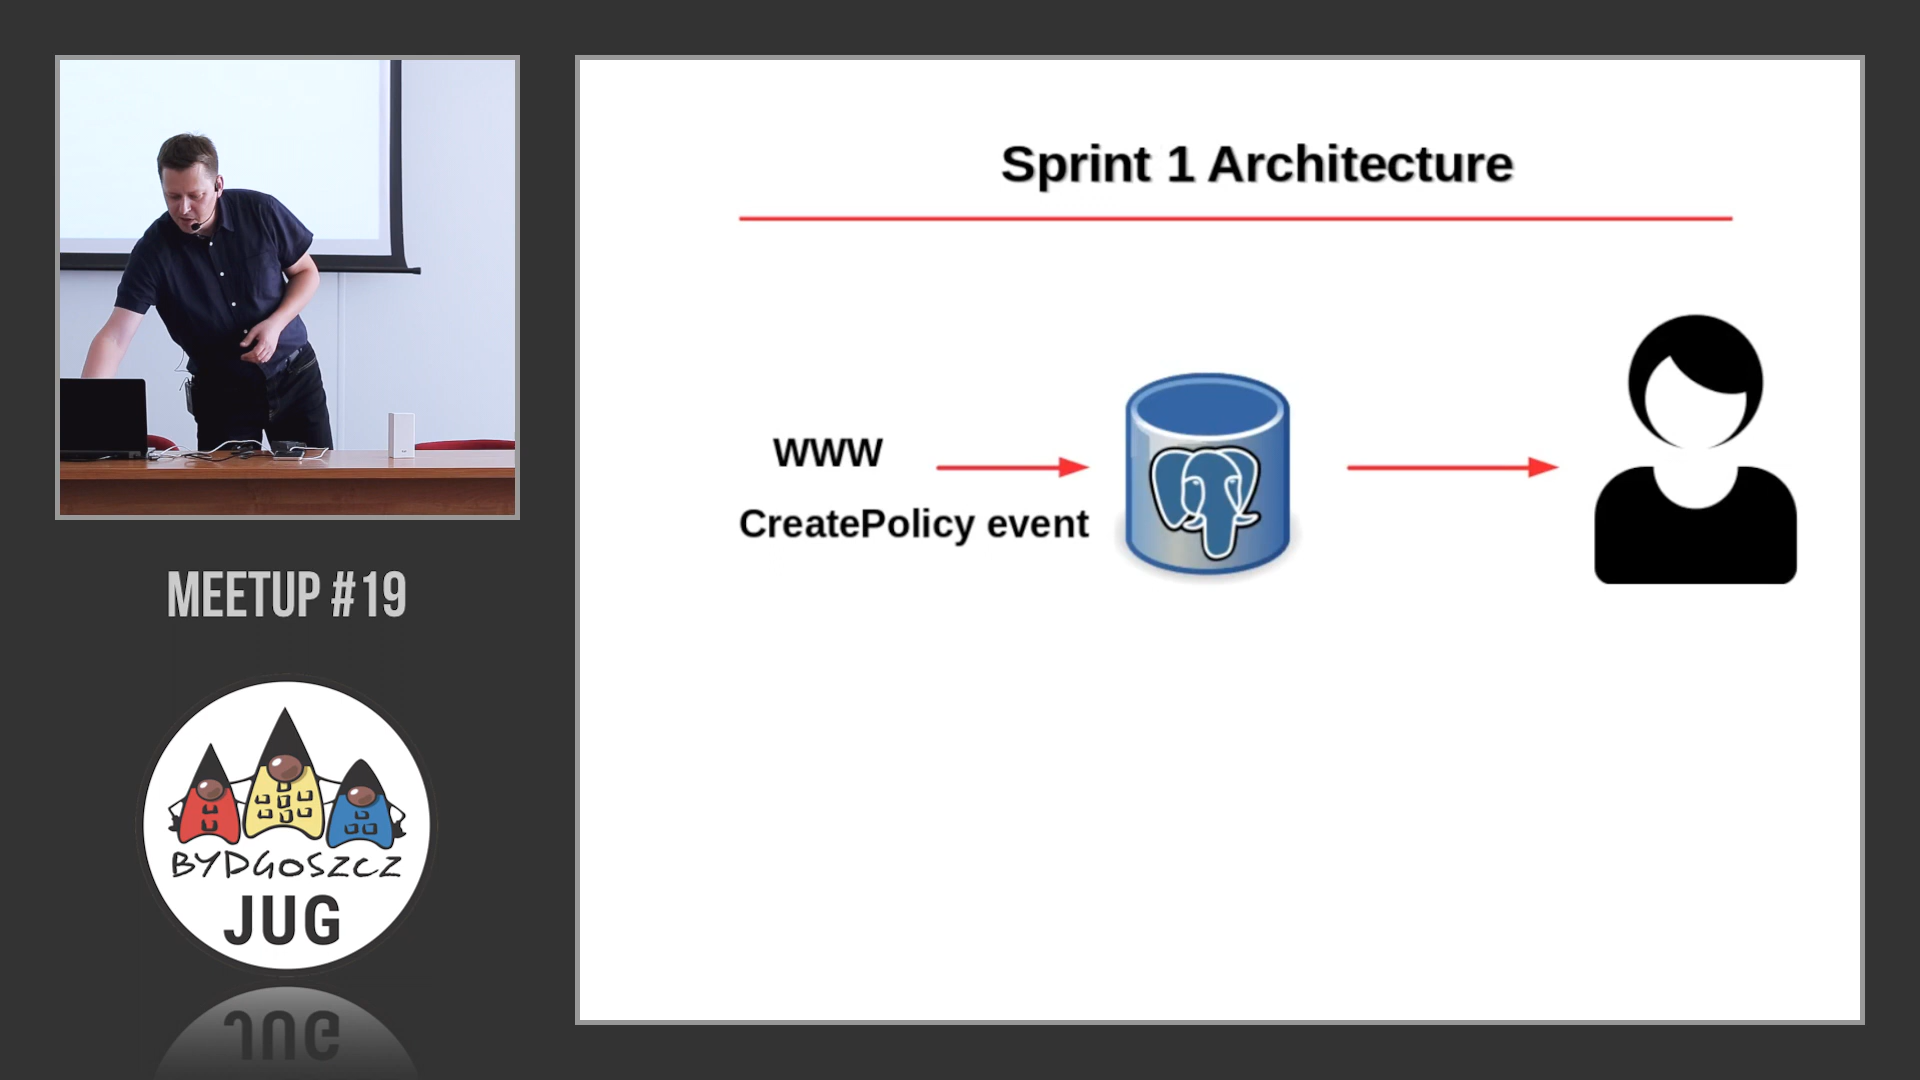 MEETUP #19
BYDGOSZCZ
JUG
Sprint 1 Architecture
WWW
CreatePolicy event